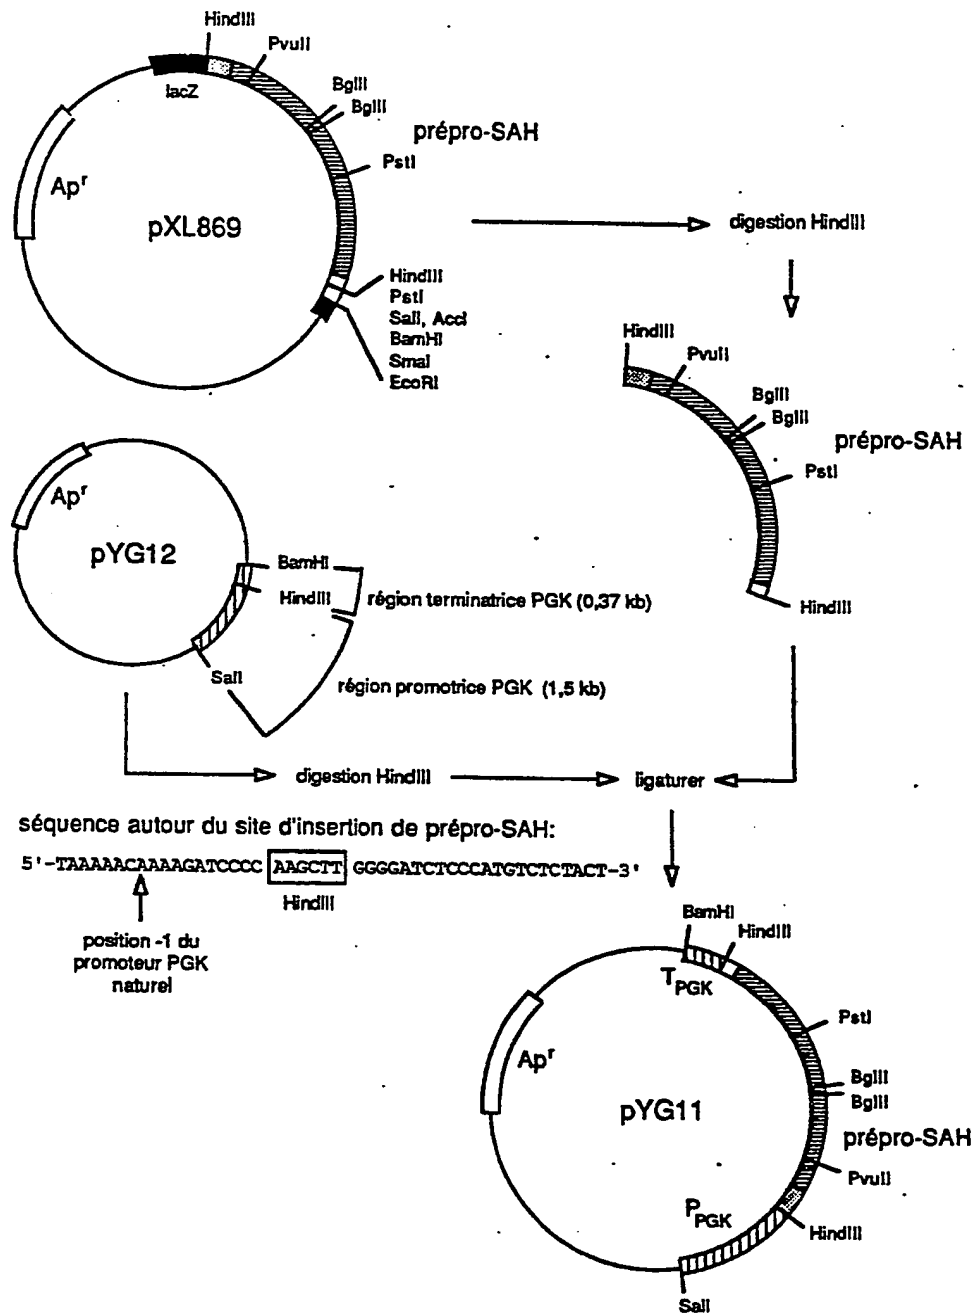 HindIII
PvuII
lacZ
BglII
BglII
prépro-SAH
PstI
Apr
pXL869
digestion HindIII
HindIII
PstI
SalI, AccI
BamHI
SmaI
EcoRI
HindIII
PvuII
BglII
BglII
prépro-SAH
PstI
HindIII
Apr
pYG12
BamHI
HindIII
région terminatrice PGK (0,37 kb)
SalI
région promotrice PGK (1,5 kb)
digestion HindIII
ligaturer
séquence autour du site d'insertion de prépro-SAH:
5'-TAAAAACAAAAGATCCCC AAGCTT GGGGATCTCCCATGTCTCTACT-3'
HindIII
position -1 du
promoteur PGK
naturel
BamHI
HindIII
TPGK
PstI
Apr
BglII
BglII
pYG11
prépro-SAH
PvuII
PPGK
HindIII
SalI